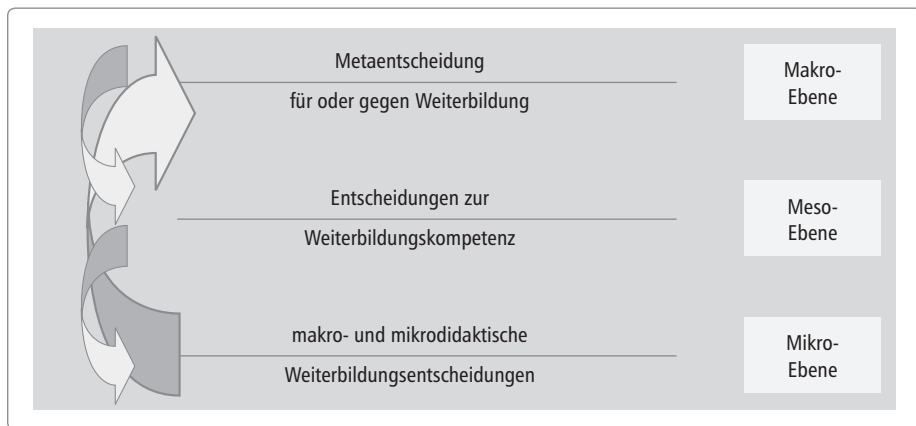 Metaentscheidung
für oder gegen Weiterbildung
Makro-
Ebene
Entscheidungen zur
Weiterbildungskompetenz
Meso-
Ebene
makro- und mikrodidaktische
Weiterbildungsentscheidungen
Mikro-
Ebene